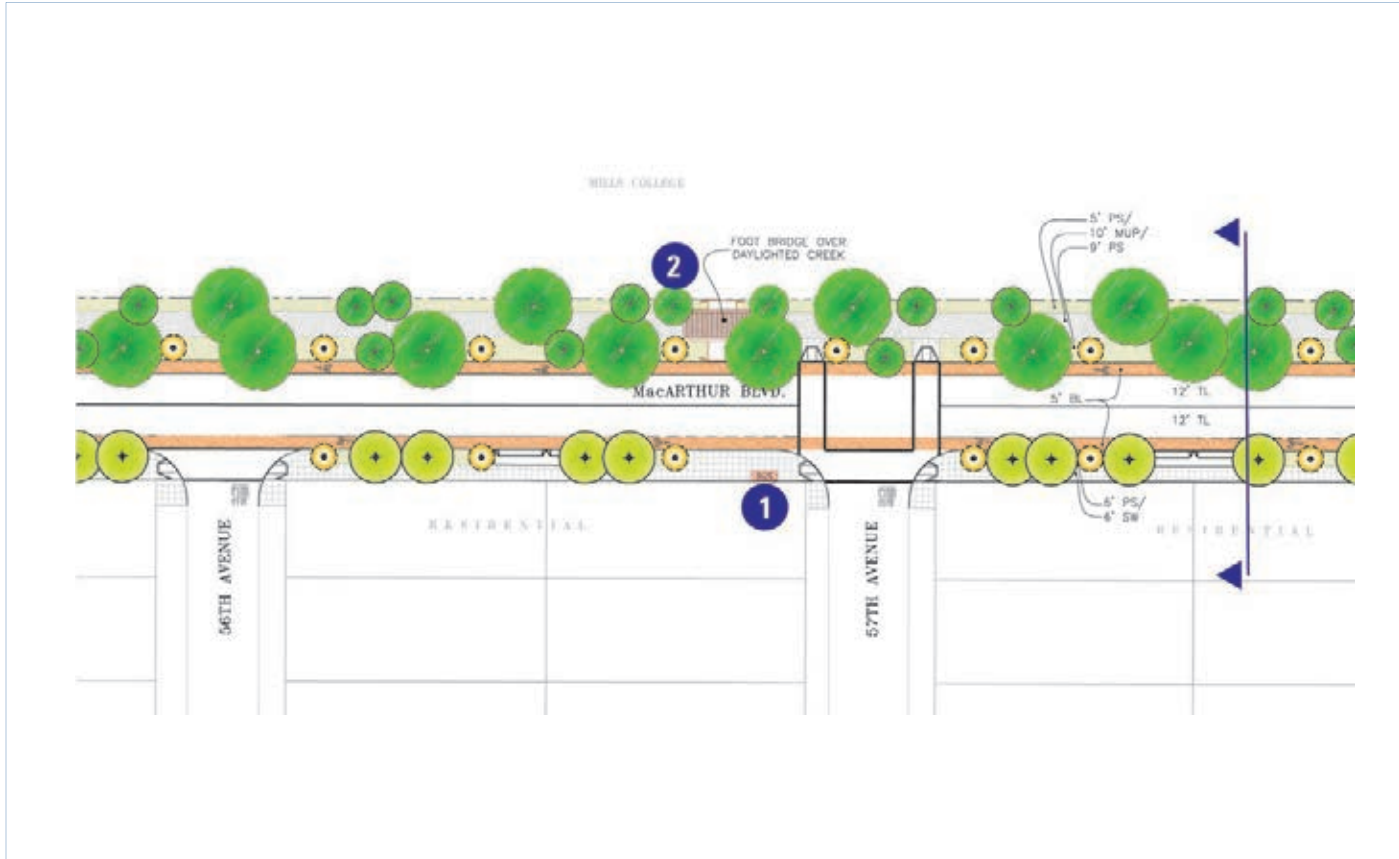 MILLS COLLEGE
5' PS/
10' MUP/
9' PS
FOOT BRIDGE OVER
DAYLIGHTED CREEK
2
MacARTHUR BLVD.
5' BL
12' TL
12' TL
1
6' PS/
6' SW
RESIDENTIAL
RESIDENTIAL
56TH AVENUE
57TH AVENUE